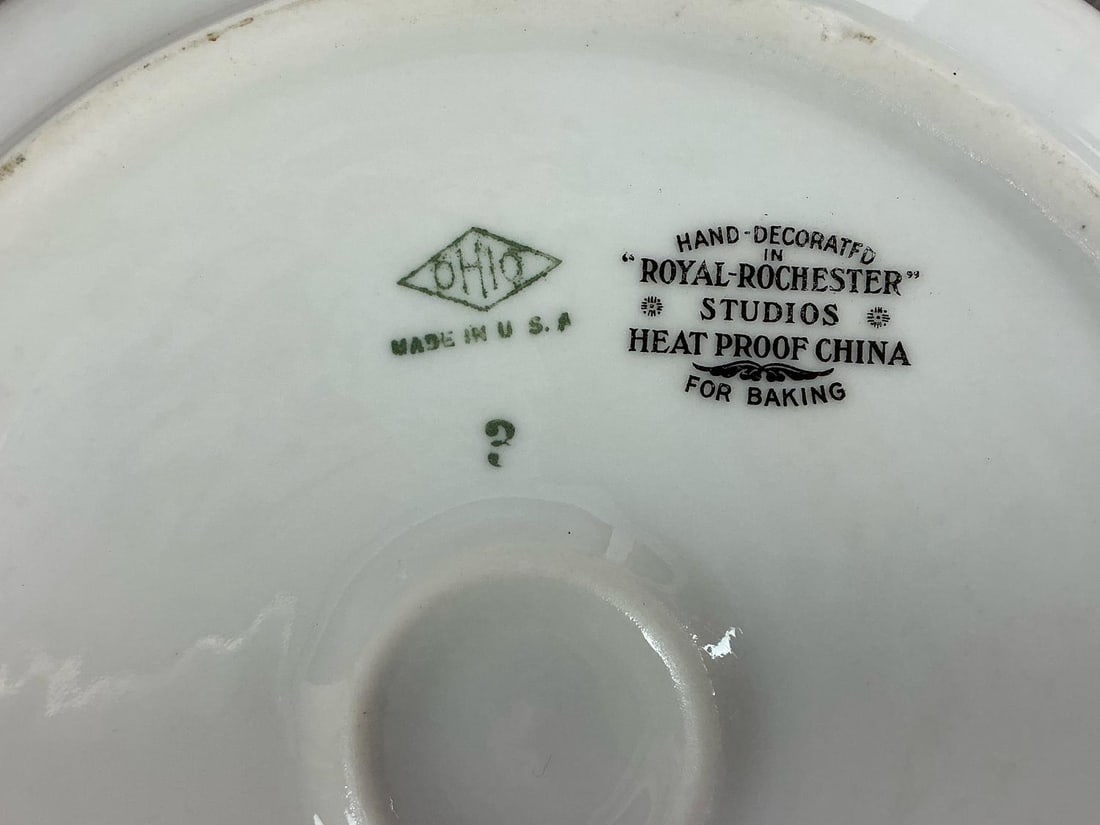 OHIO
MADE IN U.S.A
?
HAND-DECORATED
IN
"ROYAL-ROCHESTER"
STUDIOS
HEAT PROOF CHINA
FOR BAKING